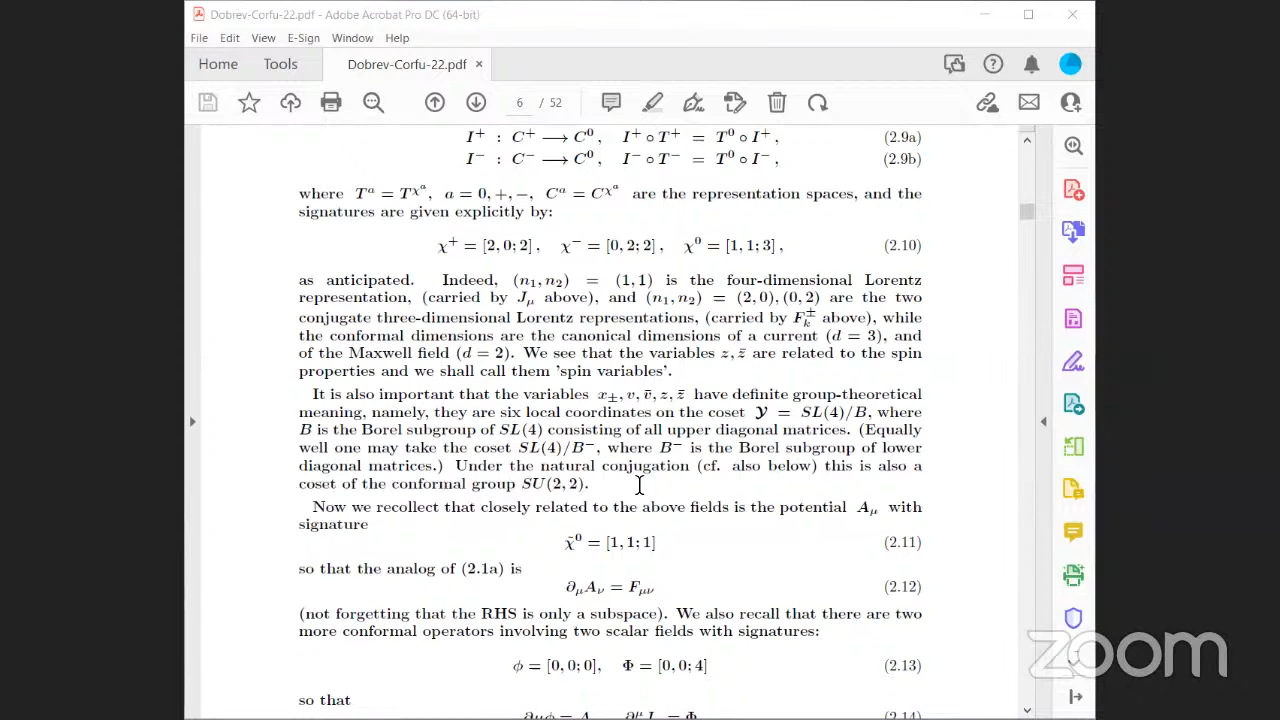 Dobrev-Corfu-22.pdf - Adobe Acrobat Pro DC (64-bit)
File Edit View E-Sign Window Help
Home Tools Dobrev-Corfu-22.pdf ×
6 / 52
I⁺ : C⁺ ⟶ C⁰, I⁺ ∘ T⁺ = T⁰ ∘ I⁺, (2.9a)
I⁻ : C⁻ ⟶ C⁰, I⁻ ∘ T⁻ = T⁰ ∘ I⁻, (2.9b)
where Tᵃ = T^{χᵃ}, a = 0, +, −, Cᵃ = C^{χᵃ} are the representation spaces, and the
signatures are given explicitly by:
χ⁺ = [2, 0; 2], χ⁻ = [0, 2; 2], χ⁰ = [1, 1; 3], (2.10)
as anticipated. Indeed, (n₁, n₂) = (1, 1) is the four-dimensional Lorentz
representation, (carried by J_μ above), and (n₁, n₂) = (2, 0), (0, 2) are the two
conjugate three-dimensional Lorentz representations, (carried by F_k^± above), while
the conformal dimensions are the canonical dimensions of a current (d = 3), and
of the Maxwell field (d = 2). We see that the variables z, z̄ are related to the spin
properties and we shall call them 'spin variables'.
It is also important that the variables x_±, v, v̄, z, z̄ have definite group-theoretical
meaning, namely, they are six local coordinates on the coset 𝒴 = SL(4)/B, where
B is the Borel subgroup of SL(4) consisting of all upper diagonal matrices. (Equally
well one may take the coset SL(4)/B⁻, where B⁻ is the Borel subgroup of lower
diagonal matrices.) Under the natural conjugation (cf. also below) this is also a
coset of the conformal group SU(2, 2).
Now we recollect that closely related to the above fields is the potential A_μ with
signature
χ̃⁰ = [1, 1; 1] (2.11)
so that the analog of (2.1a) is
∂_μ A_ν = F_{μν} (2.12)
(not forgetting that the RHS is only a subspace). We also recall that there are two
more conformal operators involving two scalar fields with signatures:
φ = [0, 0; 0], Φ = [0, 0; 4] (2.13)
so that
(2.14)
zoom